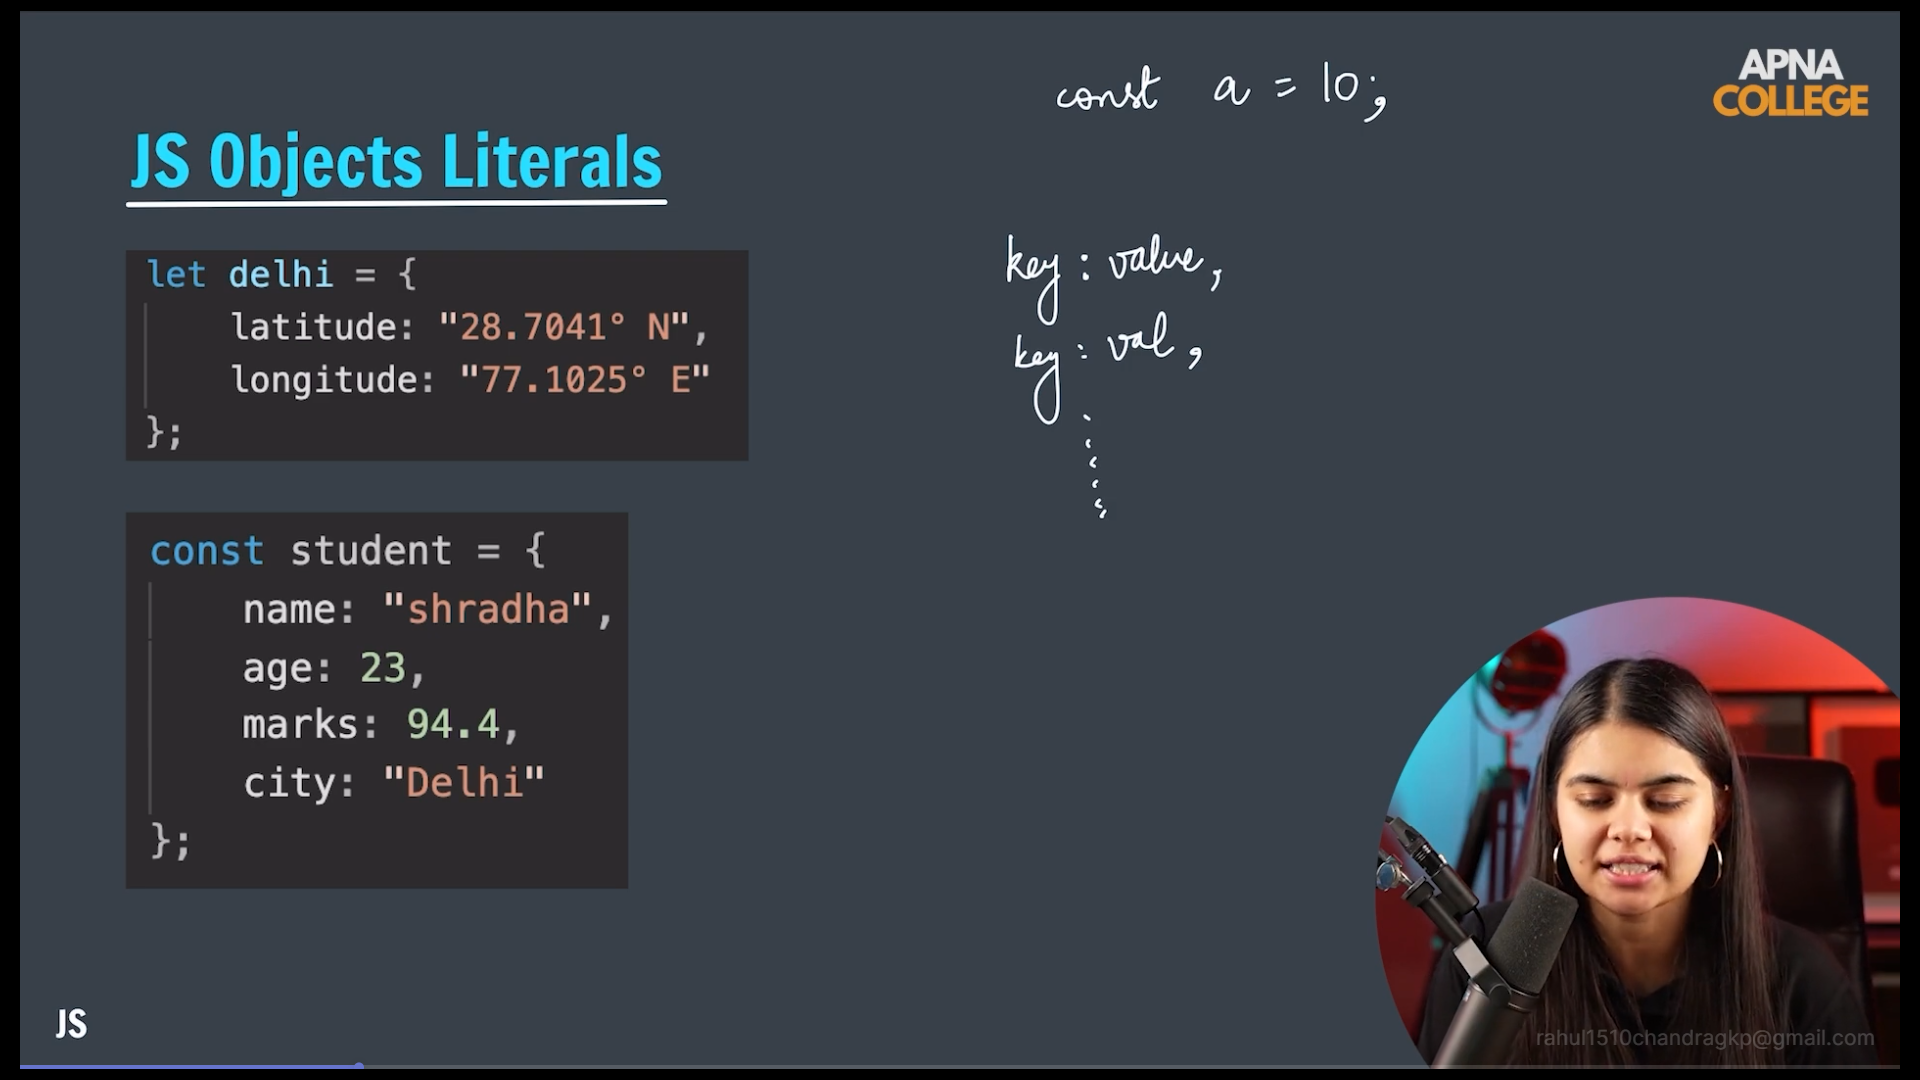 const a = 10;
APNA
COLLEGE
JS Objects Literals
let delhi = {
latitude: "28.7041° N",
longitude: "77.1025° E"
};
key : value,
key : val,
const student = {
name: "shradha",
age: 23,
marks: 94.4,
city: "Delhi"
};
JS
rahul1510chandragkp@gmail.com